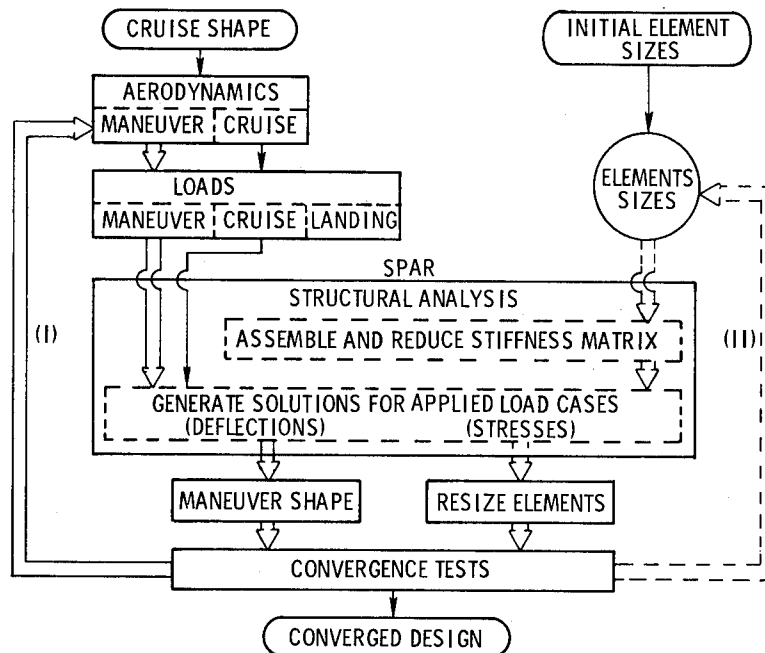 CRUISE SHAPE
INITIAL ELEMENT
SIZES
AERODYNAMICS
MANEUVER CRUISE
LOADS
MANEUVER CRUISE LANDING
ELEMENTS
SIZES
SPAR
STRUCTURAL ANALYSIS
ASSEMBLE AND REDUCE STIFFNESS MATRIX
(I)
(II)
GENERATE SOLUTIONS FOR APPLIED LOAD CASES
(DEFLECTIONS) (STRESSES)
MANEUVER SHAPE
RESIZE ELEMENTS
CONVERGENCE TESTS
CONVERGED DESIGN